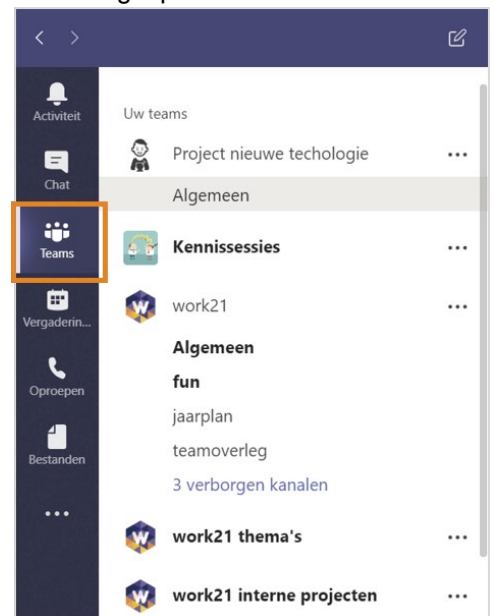 Activiteit
Chat
Teams
Vergaderin...
Oproepen
Bestanden
Uw teams
Project nieuwe techologie
Algemeen
Kennissessies
work21
Algemeen
fun
jaarplan
teamoverleg
3 verborgen kanalen
work21 thema's
work21 interne projecten